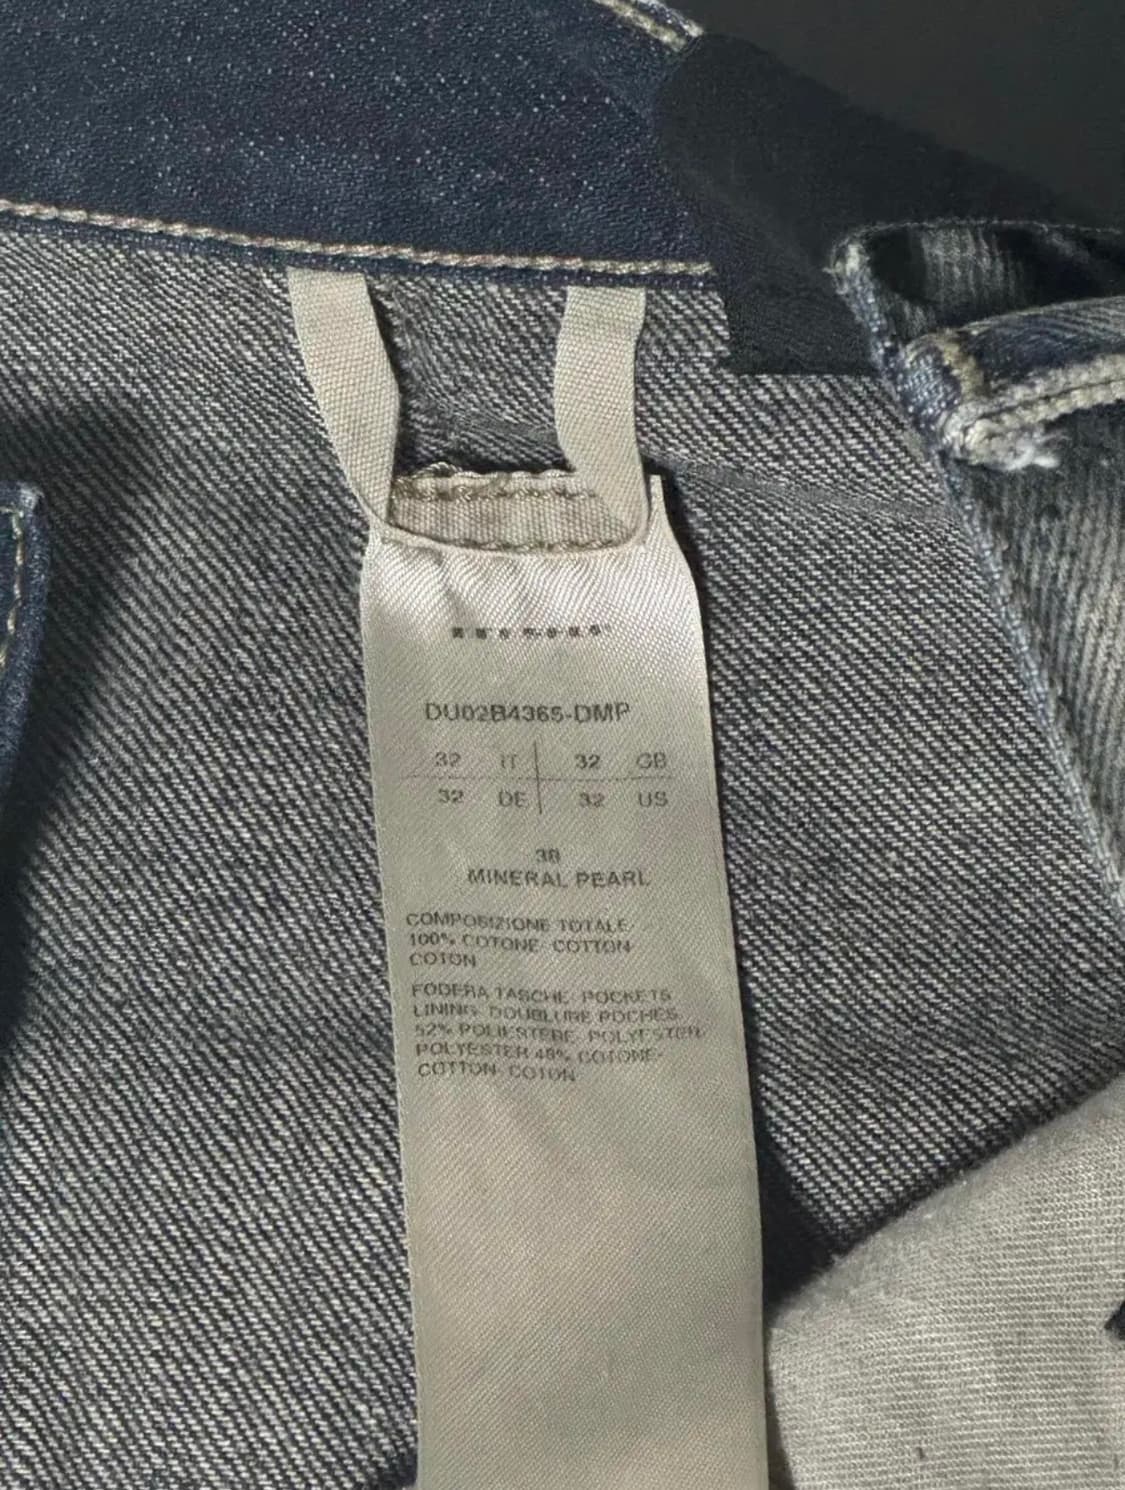 DU02B4365-DMP
32 IT 32 GB
32 DE 32 US
38
MINERAL PEARL
COMPOSIZIONE TOTALE:
100% COTONE- COTTON-
COTON
FODERA TASCHE- POCKETS
LINING- DOUBLURE POCHES:
52% POLIESTERE- POLYESTER-
POLYESTER 48% COTONE-
COTTON- COTON